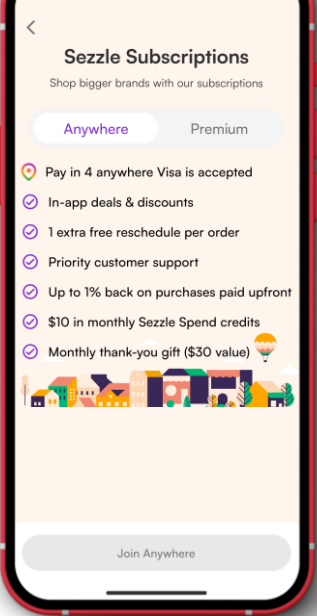 Sezzle Subscriptions
Shop bigger brands with our subscriptions
Anywhere
Premium
Pay in 4 anywhere Visa is accepted
In-app deals & discounts
1 extra free reschedule per order
Priority customer support
Up to 1% back on purchases paid upfront
$10 in monthly Sezzle Spend credits
Monthly thank-you gift ($30 value)
Join Anywhere